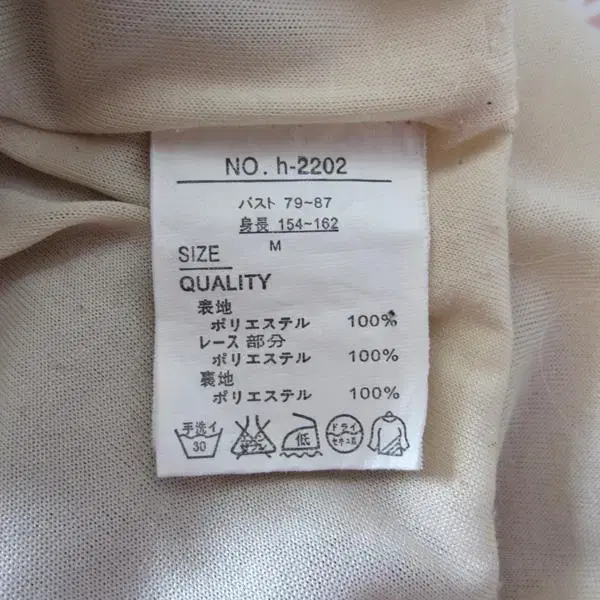 NO. h-2202
バスト 79~87
身長 154~162
SIZE M
QUALITY
表地
ポリエステル 100%
レース部分
ポリエステル 100%
裏地
ポリエステル 100%
手洗イ 30 低 ドライ